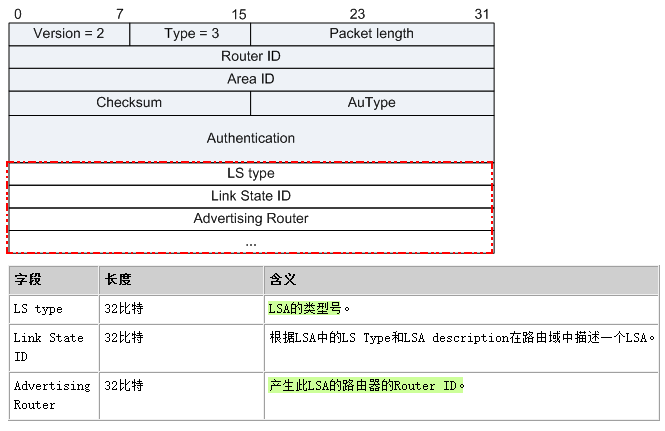 0 7 15 23 31
Version = 2 Type = 3 Packet length
Router ID
Area ID
Checksum AuType
Authentication
LS type
Link State ID
Advertising Router
...
字段 长度 含义
LS type 32比特 LSA的类型号。
Link State 32比特 根据LSA中的LS Type和LSA description在路由域中描述一个LSA。
ID
Advertising 32比特 产生此LSA的路由器的Router ID。
Router